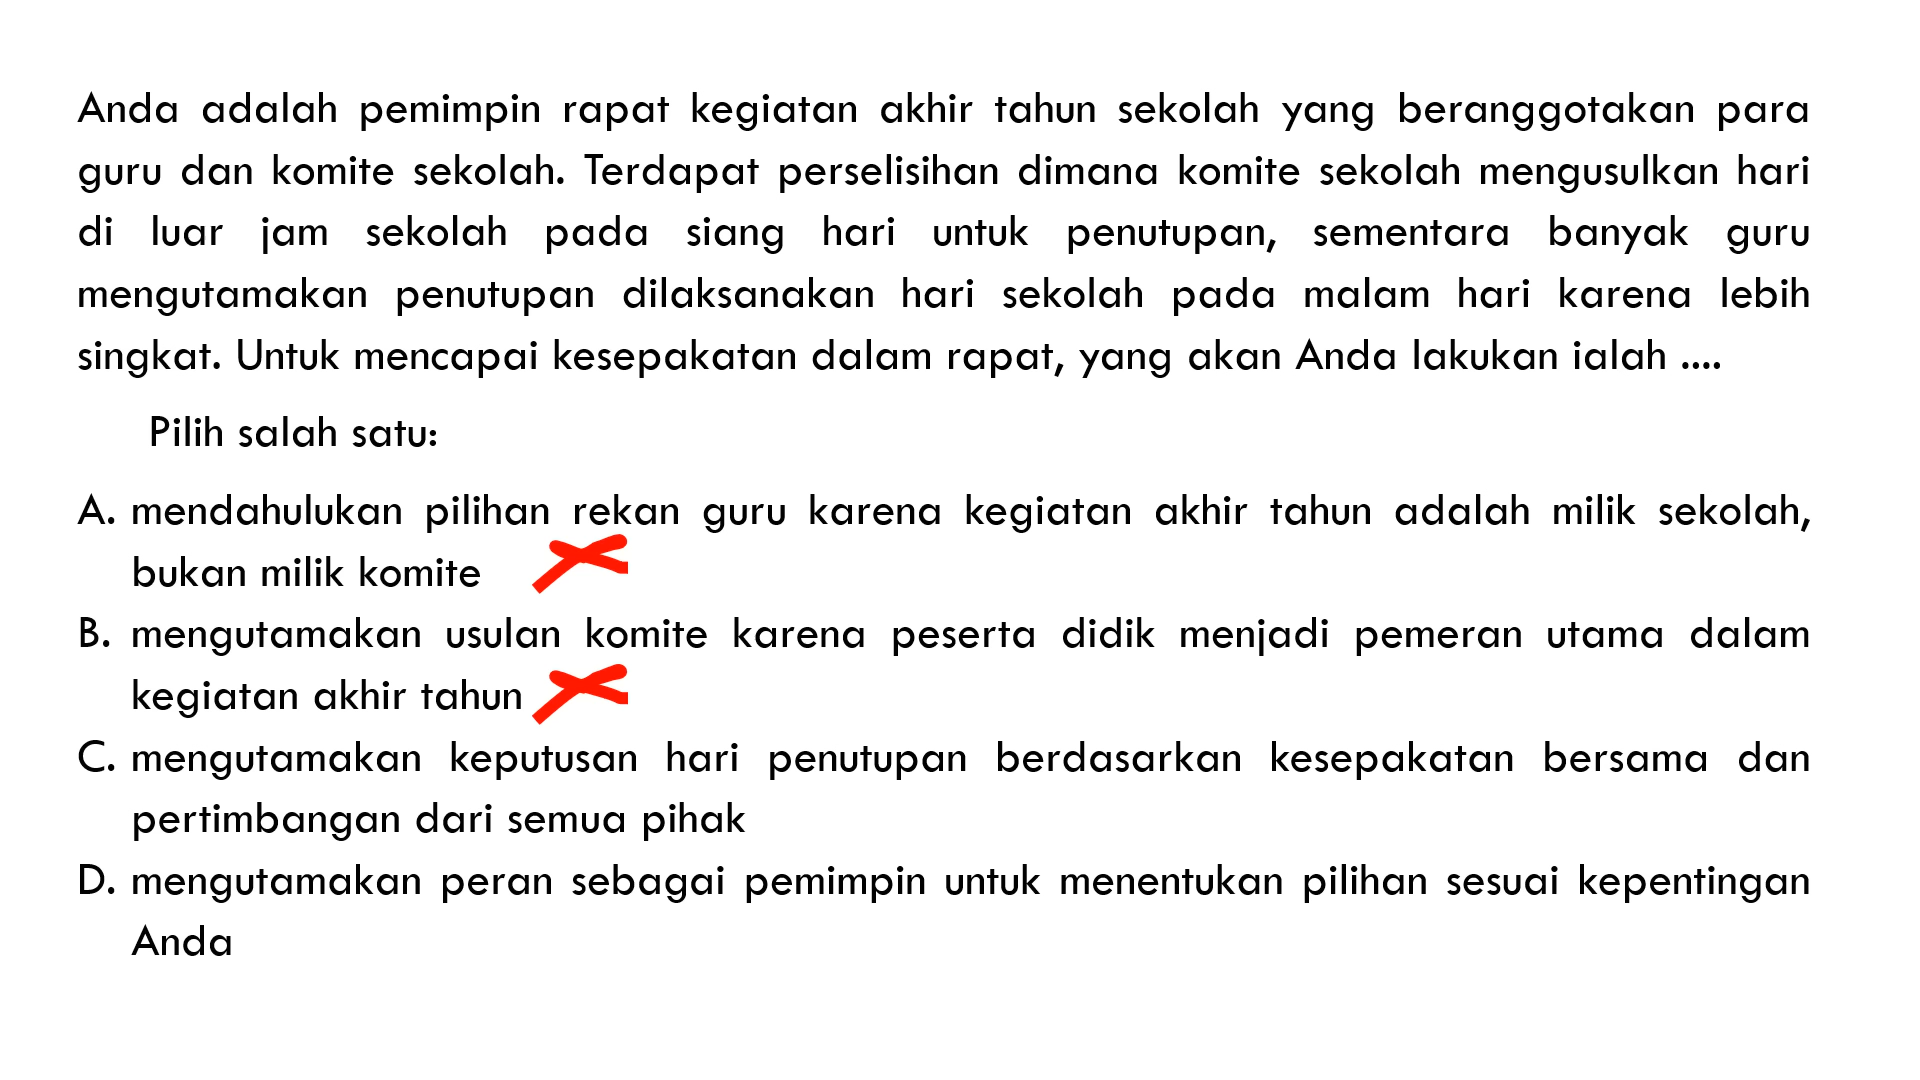 Anda adalah pemimpin rapat kegiatan akhir tahun sekolah yang beranggotakan para
guru dan komite sekolah. Terdapat perselisihan dimana komite sekolah mengusulkan hari
di luar jam sekolah pada siang hari untuk penutupan, sementara banyak guru
mengutamakan penutupan dilaksanakan hari sekolah pada malam hari karena lebih
singkat. Untuk mencapai kesepakatan dalam rapat, yang akan Anda lakukan ialah ....
Pilih salah satu:
A. mendahulukan pilihan rekan guru karena kegiatan akhir tahun adalah milik sekolah,
bukan milik komite
B. mengutamakan usulan komite karena peserta didik menjadi pemeran utama dalam
kegiatan akhir tahun
C. mengutamakan keputusan hari penutupan berdasarkan kesepakatan bersama dan
pertimbangan dari semua pihak
D. mengutamakan peran sebagai pemimpin untuk menentukan pilihan sesuai kepentingan
Anda